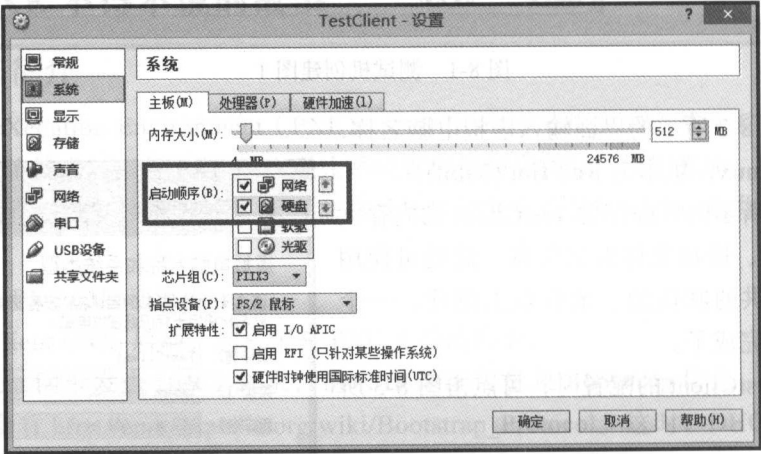 TestClient - 设置
?
×
常规
系统
显示
存储
声音
网络
串口
USB设备
共享文件夹
系统
主板(M) 处理器(P) 硬件加速(l)
内存大小(M): 512 MB
4 MB 24576 MB
启动顺序(B): 网络
硬盘
软驱
光驱
芯片组(C): PIIX3
指点设备(P): PS/2 鼠标
扩展特性: 启用 I/O APIC
启用 EFI (只针对某些操作系统)
硬件时钟使用国际标准时间(UTC)
确定 取消 帮助(H)